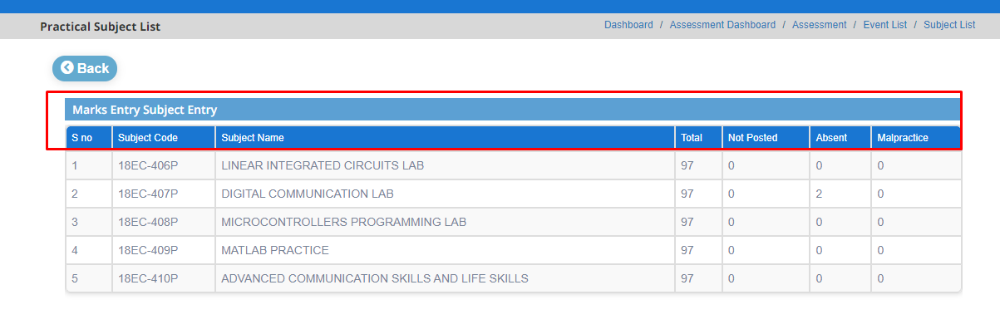 Practical Subject List
Dashboard / Assessment Dashboard / Assessment / Event List / Subject List
Back
Marks Entry Subject Entry
S no Subject Code Subject Name Total Not Posted Absent Malpractice
1 18EC-406P LINEAR INTEGRATED CIRCUITS LAB 97 0 0 0
2 18EC-407P DIGITAL COMMUNICATION LAB 97 0 2 0
3 18EC-408P MICROCONTROLLERS PROGRAMMING LAB 97 0 0 0
4 18EC-409P MATLAB PRACTICE 97 0 0 0
5 18EC-410P ADVANCED COMMUNICATION SKILLS AND LIFE SKILLS 97 0 0 0